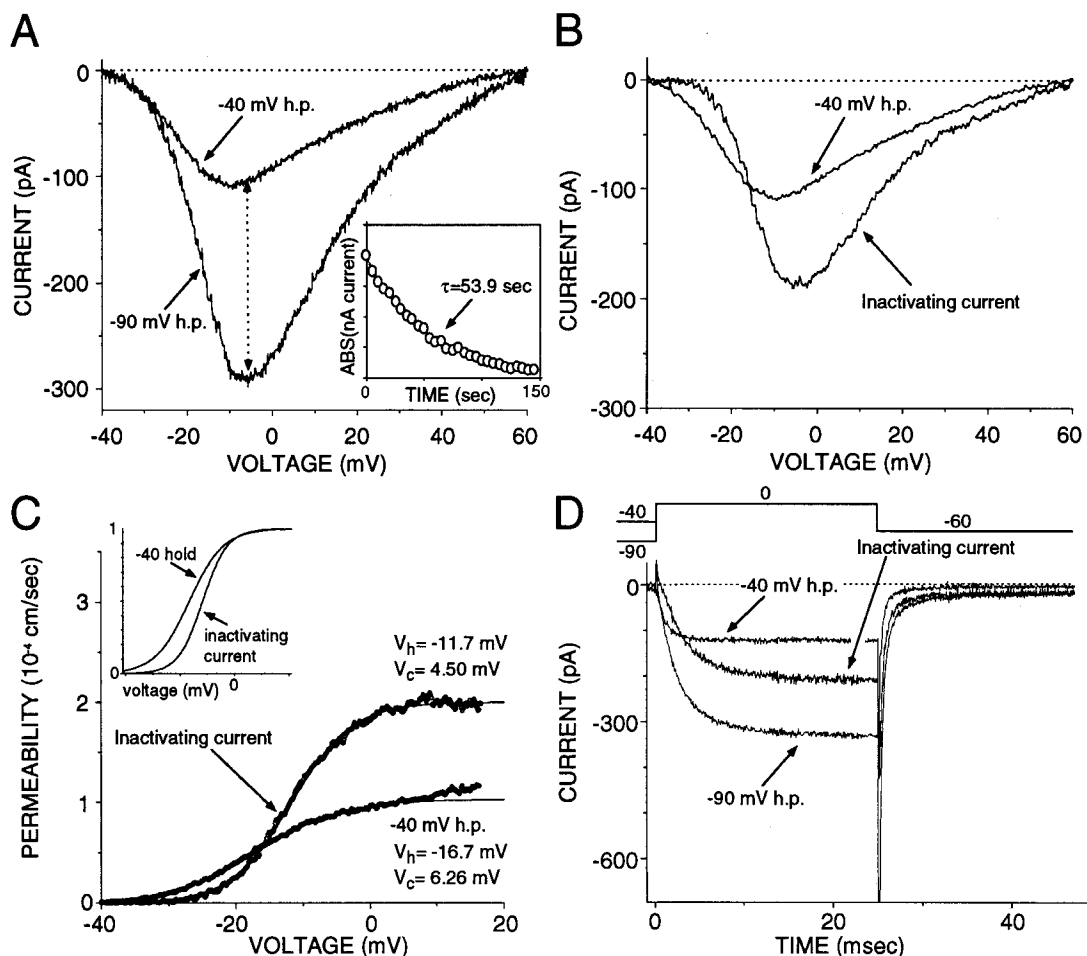 A
0
-100
-200
-300
CURRENT (pA)
-40 mV h.p.
-90 mV h.p.
ABS(nA current)
τ=53.9 sec
0
150
TIME (sec)
-40
-20
0
20
40
60
VOLTAGE (mV)
B
0
-100
-200
-300
CURRENT (pA)
-40 mV h.p.
Inactivating current
-40
-20
0
20
40
60
VOLTAGE (mV)
C
1
0
-40 hold
inactivating
current
voltage (mV)
0
3
2
1
0
PERMEABILITY (10⁻⁴ cm/sec)
Vₕ= -11.7 mV
V꜀= 4.50 mV
Inactivating current
-40 mV h.p.
Vₕ= -16.7 mV
V꜀= 6.26 mV
-40
-20
0
20
VOLTAGE (mV)
D
0
-40
-90
-60
Inactivating current
-40 mV h.p.
-90 mV h.p.
0
-300
-600
CURRENT (pA)
0
20
40
TIME (msec)